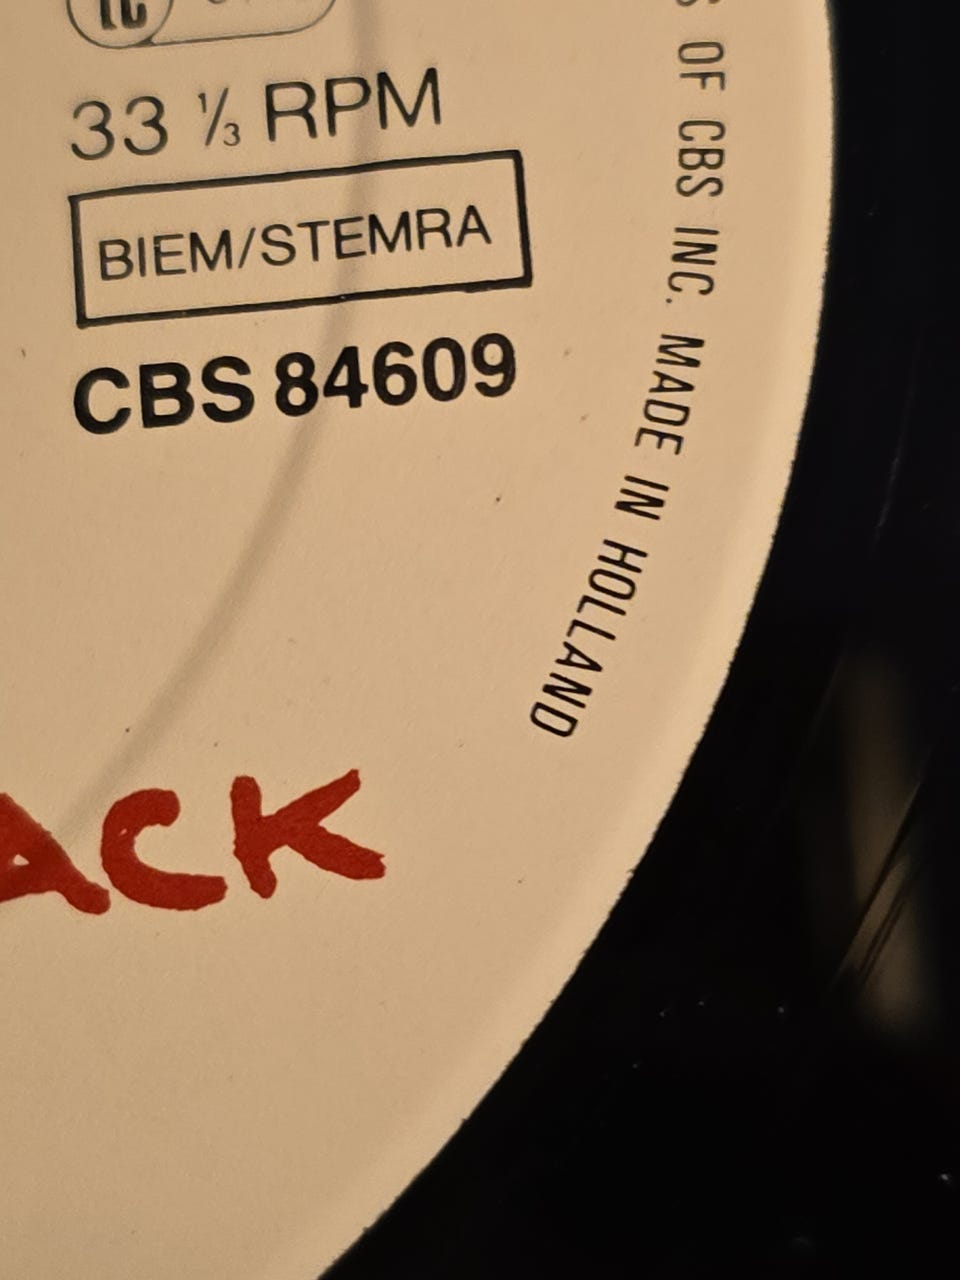 33 ⅓ RPM
BIEM/STEMRA
CBS 84609
OF CBS INC. MADE IN HOLLAND
ACK